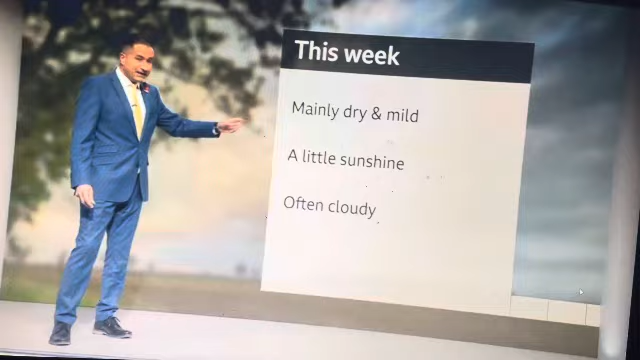 This week
Mainly dry & mild
A little sunshine
Often cloudy